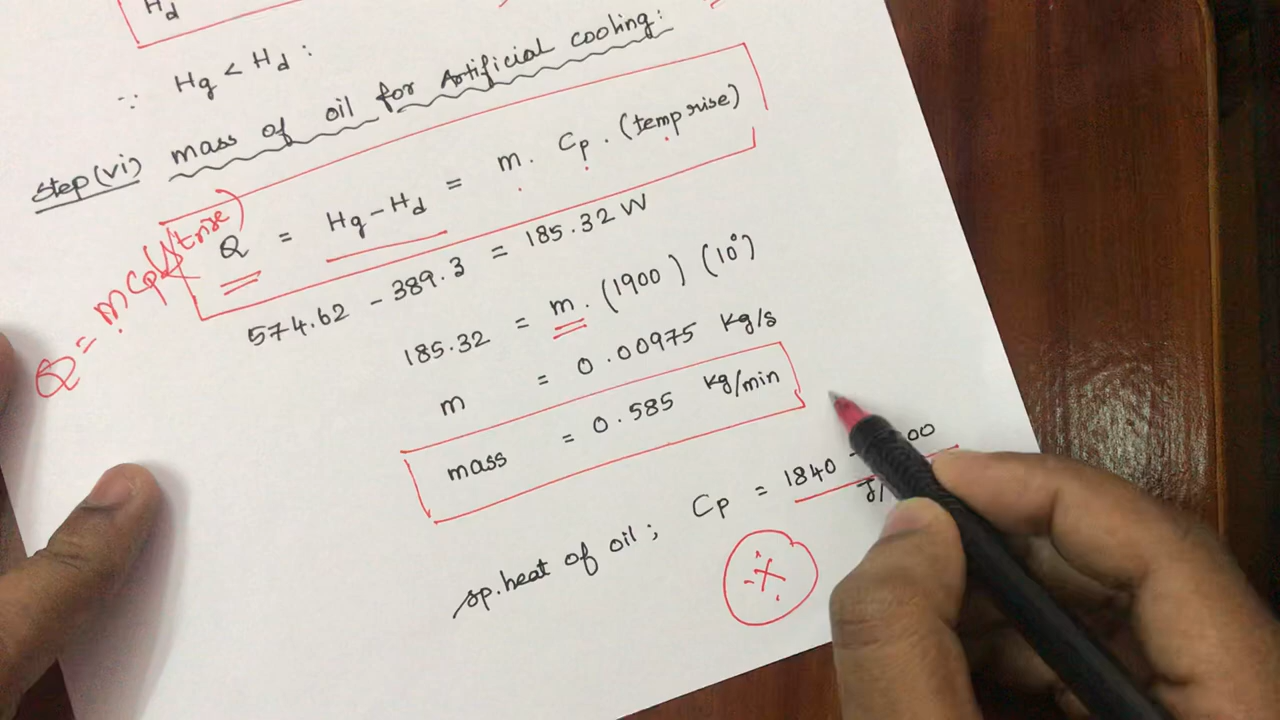 Hd
∵ Hg < Hd :
Step(vi) mass of oil for Artificial cooling:
Q = Hg - Hd = m. Cp. (temp rise)
Q = m Cp (trise)
574.62 - 389.3 = 185.32 W
185.32 = m. (1900) (10°)
m = 0.00975 kg/s
mass = 0.585 kg/min
sp.heat of oil; Cp = 1840 00
J/